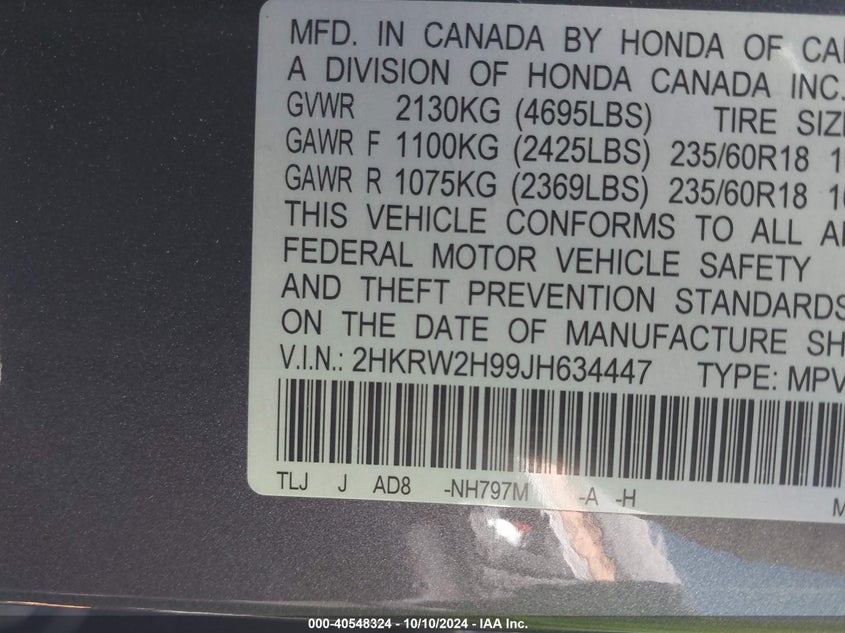 MFD. IN CANADA BY HONDA OF CA
A DIVISION OF HONDA CANADA INC.
GVWR 2130KG (4695LBS) TIRE SIZE
GAWR F 1100KG (2425LBS) 235/60R18 1
GAWR R 1075KG (2369LBS) 235/60R18 1
THIS VEHICLE CONFORMS TO ALL A
FEDERAL MOTOR VEHICLE SAFETY
AND THEFT PREVENTION STANDARDS
ON THE DATE OF MANUFACTURE SH
V.I.N.: 2HKRW2H99JH634447 TYPE: MPV
TLJ J AD8 -NH797M -A -H
M
000-40548324 - 10/10/2024 - IAA Inc.